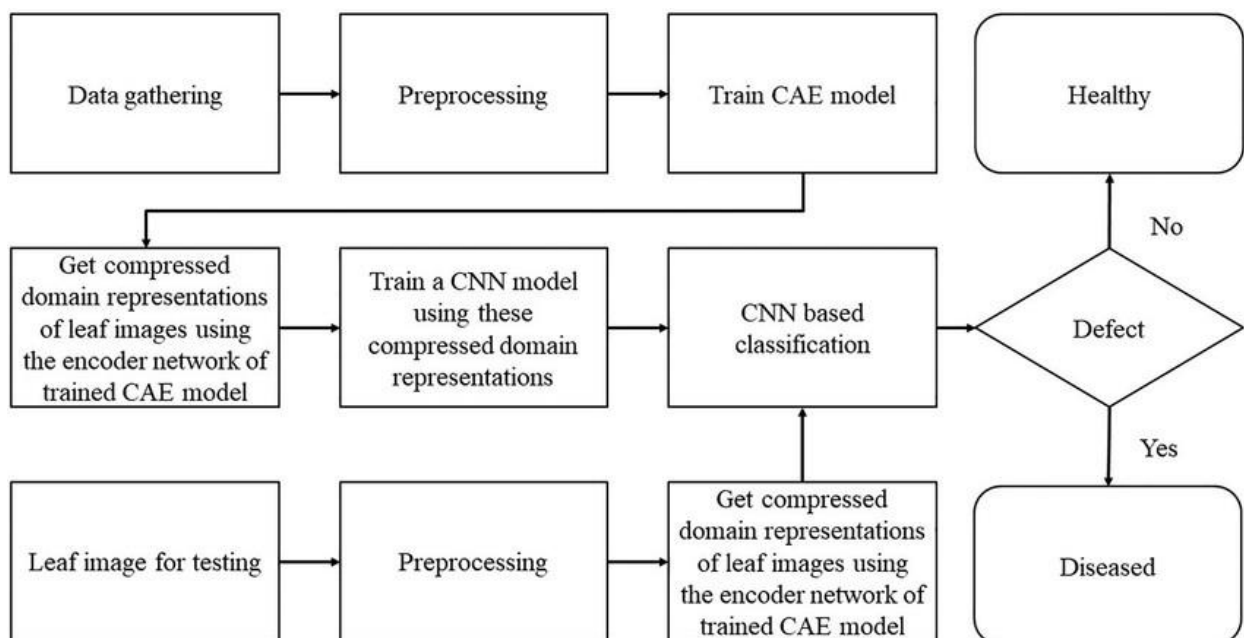 Data gathering
Preprocessing
Train CAE model
Healthy
No
Get compressed
domain representations
of leaf images using
the encoder network of
trained CAE model
Train a CNN model
using these
compressed domain
representations
CNN based
classification
Defect
Yes
Leaf image for testing
Preprocessing
Get compressed
domain representations
of leaf images using
the encoder network of
trained CAE model
Diseased